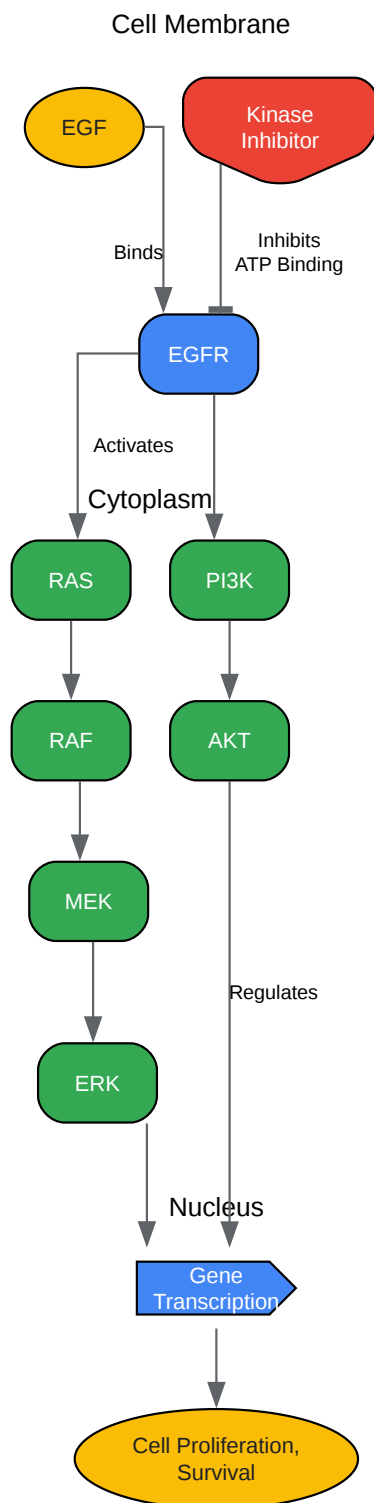 Cell Membrane
EGF
Kinase
Inhibitor
Binds
Inhibits
ATP Binding
EGFR
Activates
Cytoplasm
RAS
PI3K
RAF
AKT
MEK
Regulates
ERK
Nucleus
Gene
Transcription
Cell Proliferation,
Survival